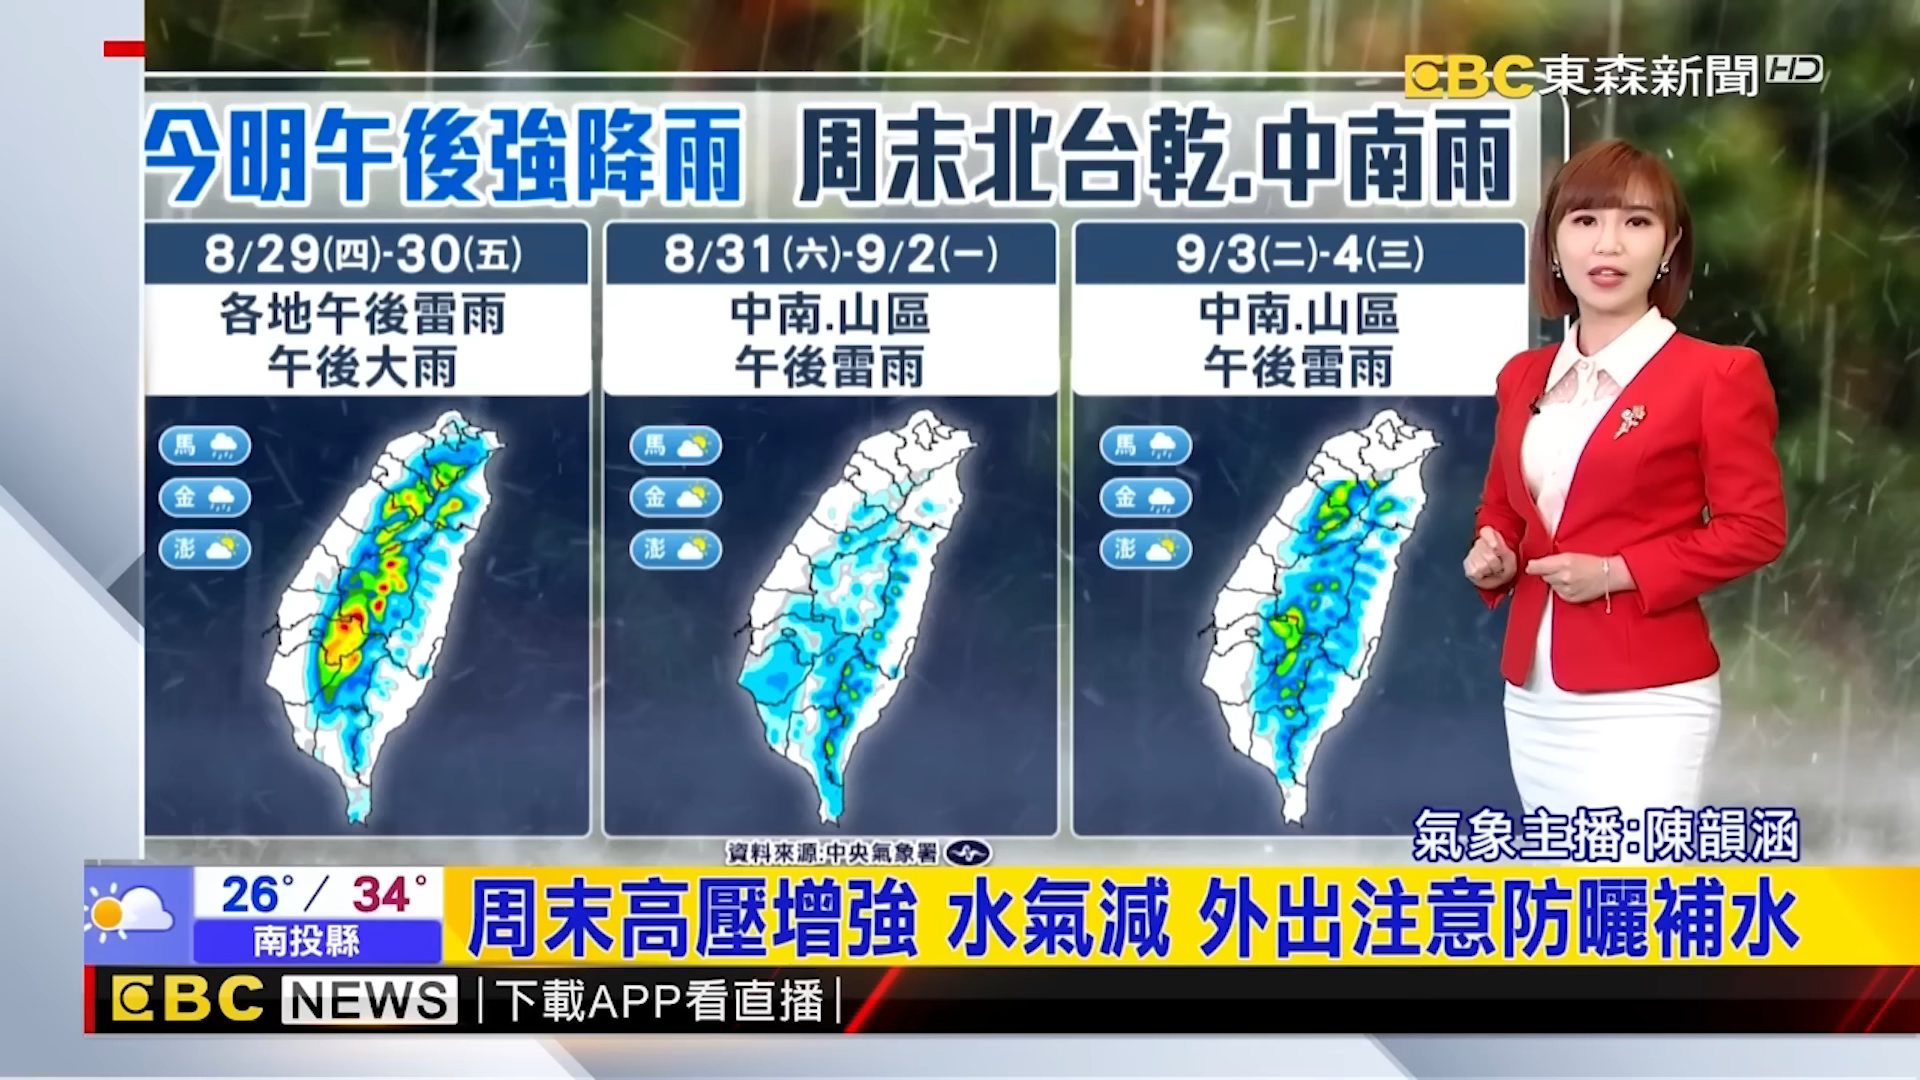 EBC東森新聞HD
今明午後強降雨 周末北台乾.中南雨
8/29(四)-30(五)
各地午後雷雨
午後大雨
馬
金
澎
8/31(六)-9/2(一)
中南.山區
午後雷雨
馬
金
澎
9/3(二)-4(三)
中南.山區
午後雷雨
馬
金
澎
氣象主播:陳韻涵
資料來源:中央氣象署
26°/34°
南投縣
周末高壓增強 水氣減 外出注意防曬補水
EBC NEWS |下載APP看直播|